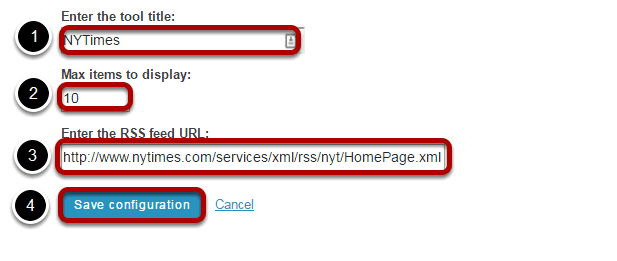 Enter the tool title:
1 NYTimes
Max items to display:
2 10
Enter the RSS feed URL:
3 http://www.nytimes.com/services/xml/rss/nyt/HomePage.xml
4 Save configuration Cancel